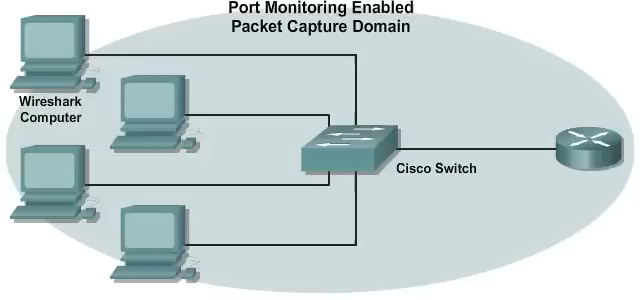 Port Monitoring Enabled
Packet Capture Domain
Wireshark
Computer
Cisco Switch